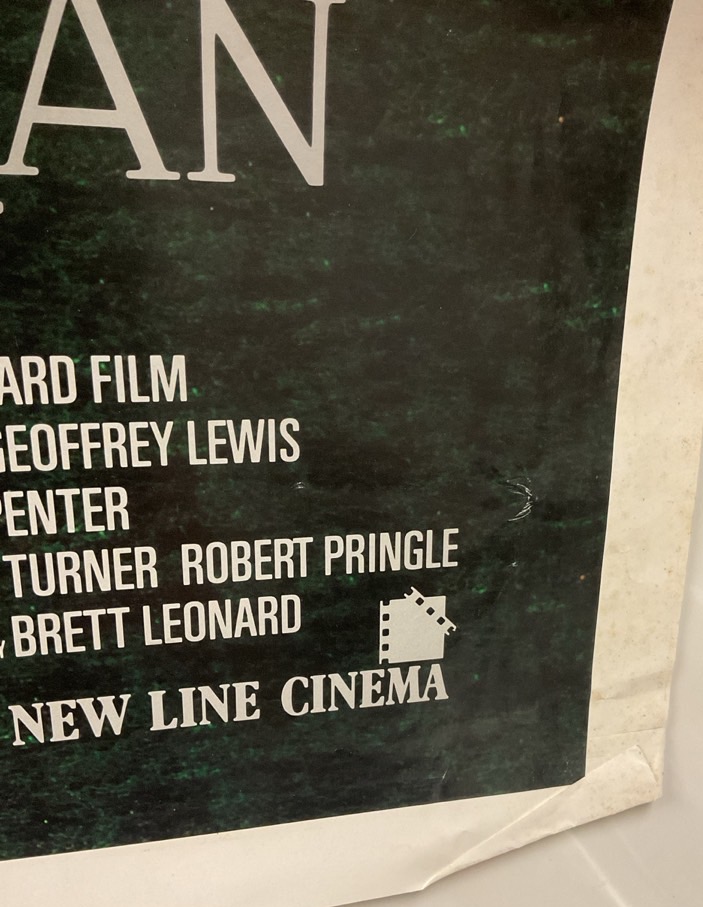 AN
ARD FILM
GEOFFREY LEWIS
PENTER
TURNER ROBERT PRINGLE
BRETT LEONARD
NEW LINE CINEMA